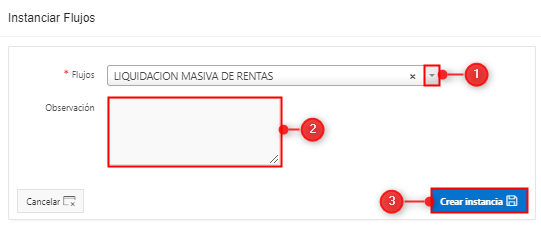 Instanciar Flujos
* Flujos
LIQUIDACION MASIVA DE RENTAS
×
1
Observación
2
Cancelar
3
Crear instancia